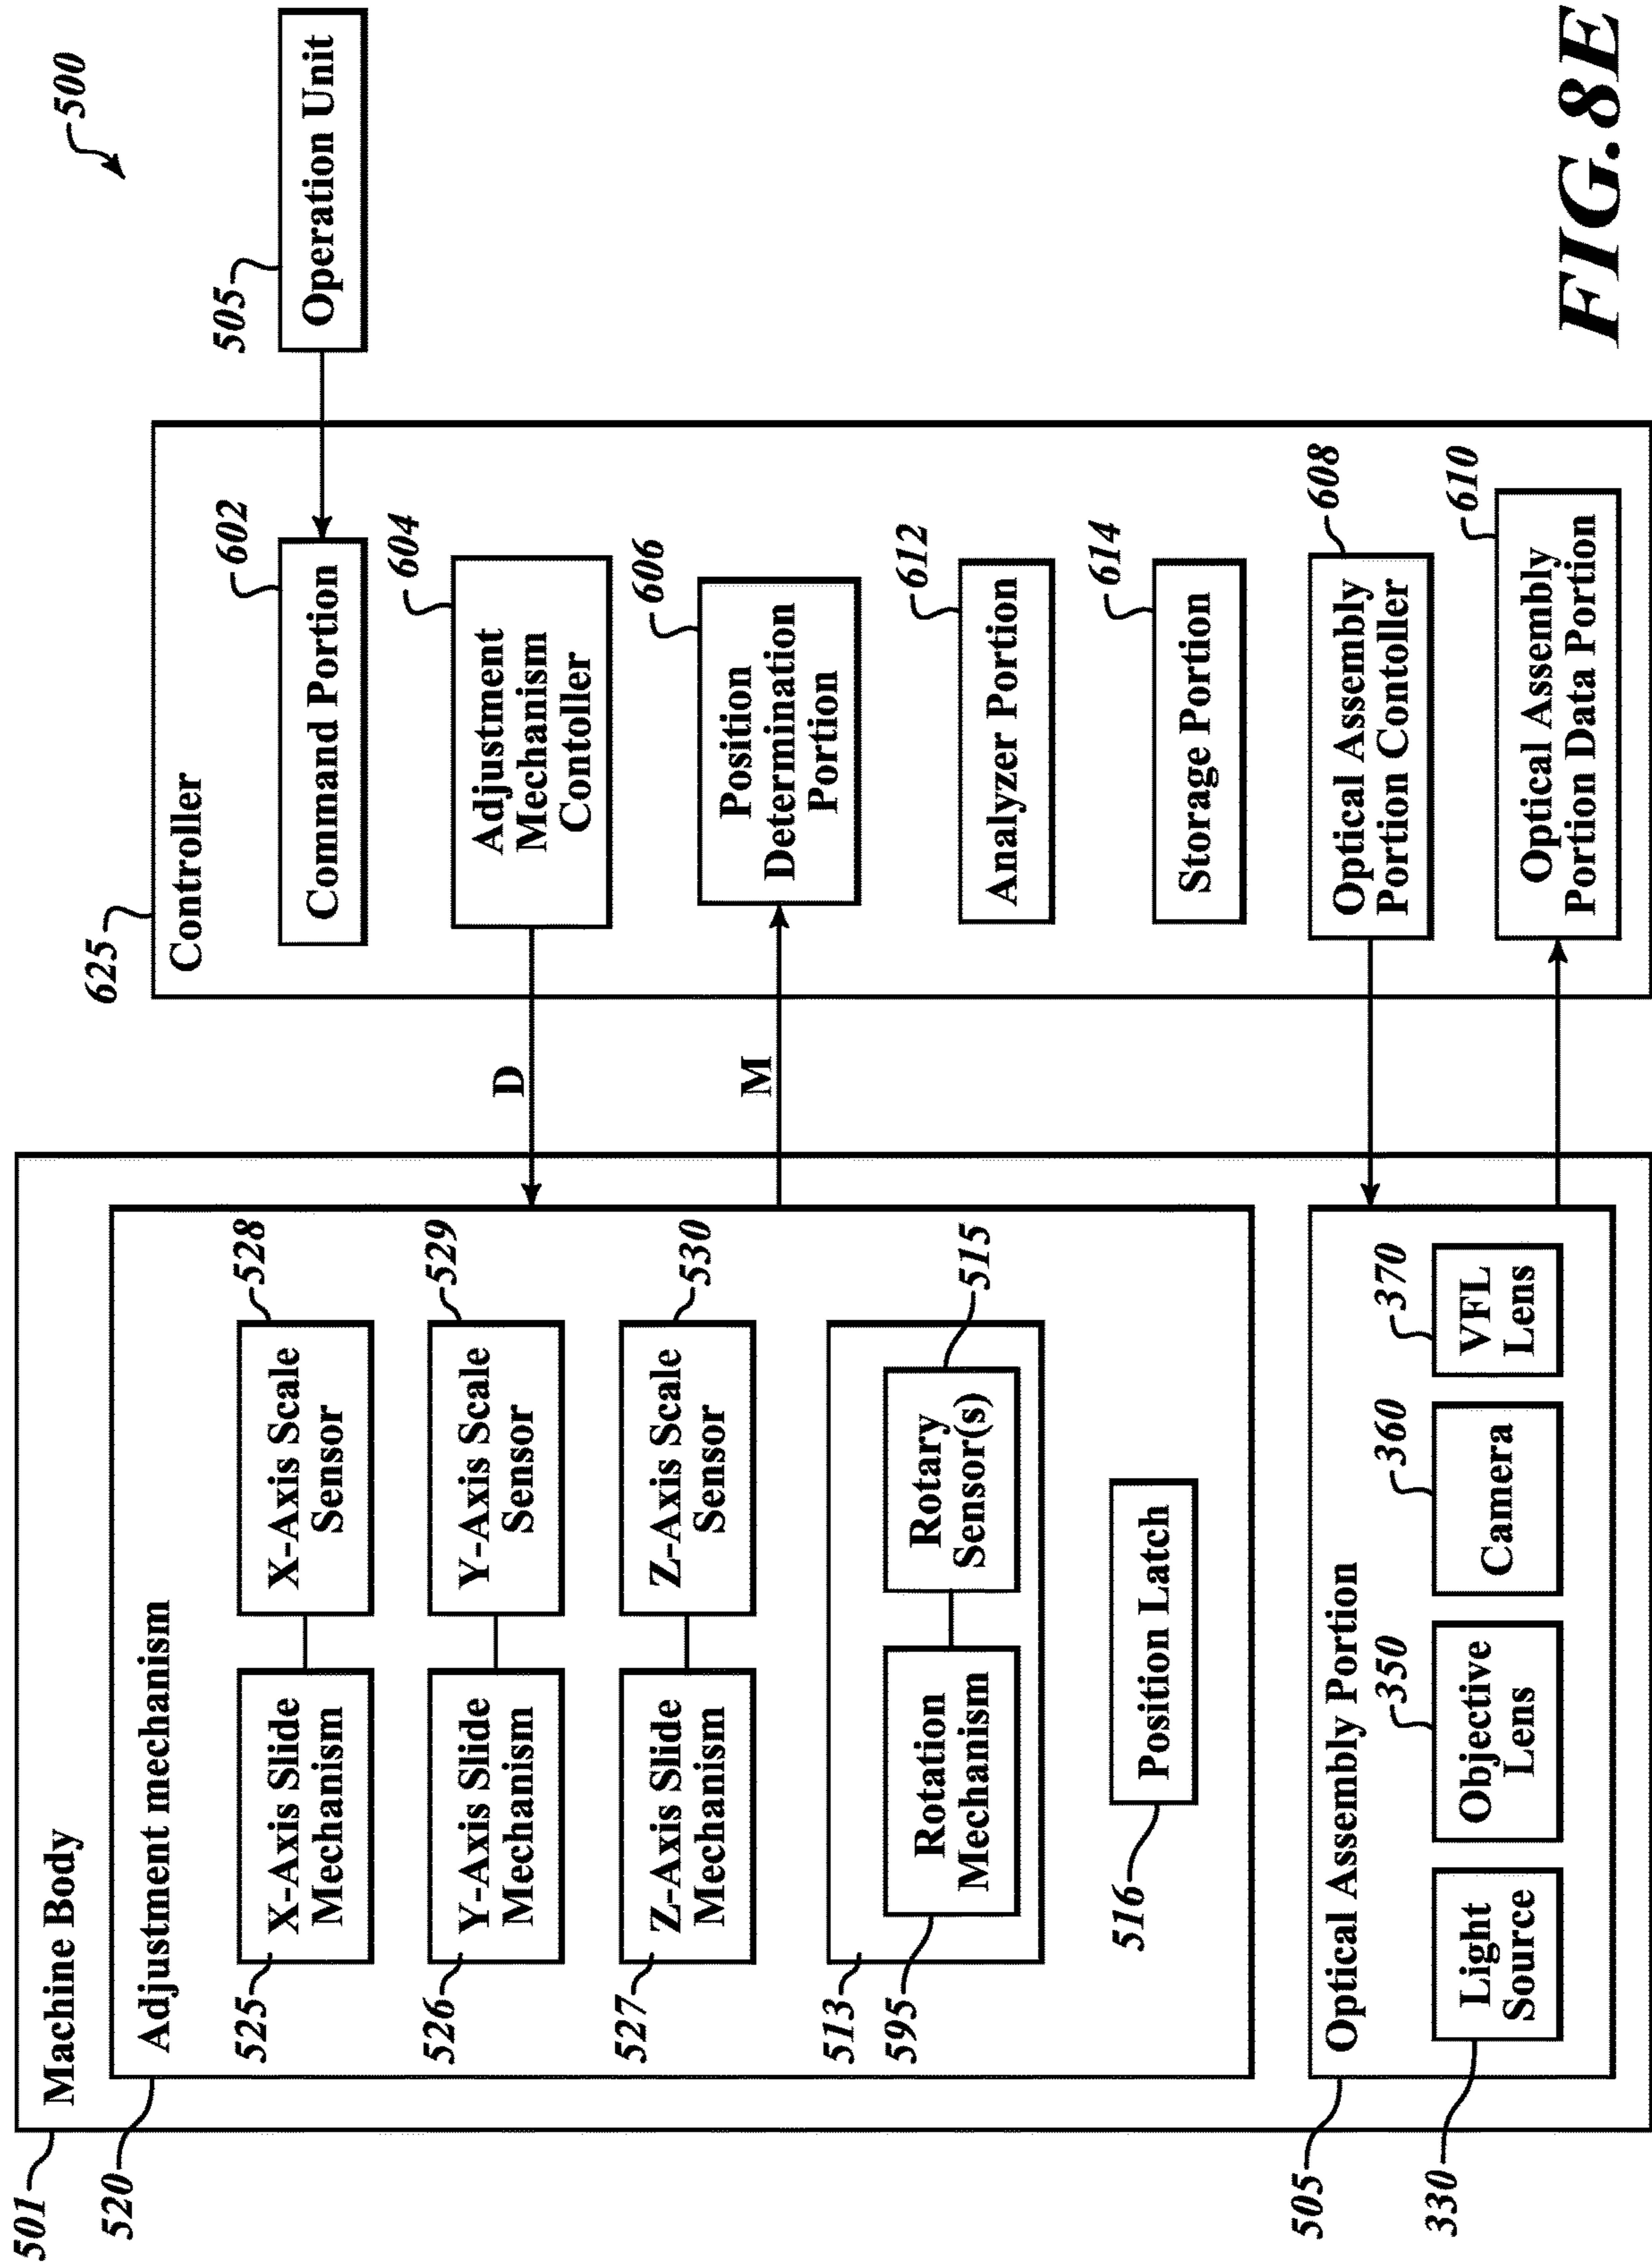 500
501
Machine Body
520
Adjustment mechanism
525
X-Axis Slide
Mechanism
528
X-Axis Scale
Sensor
526
Y-Axis Slide
Mechanism
529
Y-Axis Scale
Sensor
527
Z-Axis Slide
Mechanism
530
Z-Axis Scale
Sensor
513
595
Rotation
Mechanism
515
Rotary
Sensor(s)
516
Position Latch
505
Optical Assembly Portion
330
Light
Source
350
Objective
Lens
360
Camera
370
VFL
Lens
D
M
625
Controller
602
Command Portion
604
Adjustment
Mechanism
Contoller
606
Position
Determination
Portion
612
Analyzer Portion
614
Storage Portion
608
Optical Assembly
Portion Contoller
610
Optical Assembly
Portion Data Portion
505
Operation Unit
FIG.8E